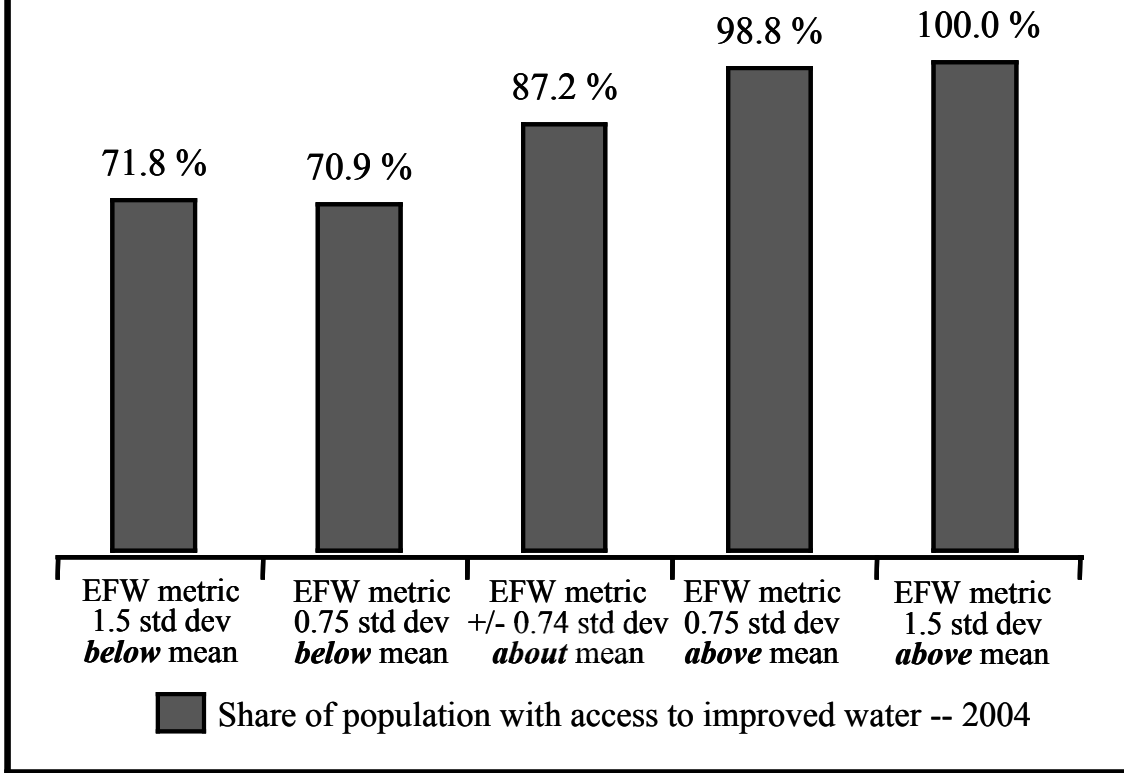 71.8 %
70.9 %
87.2 %
98.8 %
100.0 %
EFW metric
1.5 std dev
below mean
EFW metric
0.75 std dev
below mean
EFW metric
+/- 0.74 std dev
about mean
EFW metric
0.75 std dev
above mean
EFW metric
1.5 std dev
above mean
Share of population with access to improved water -- 2004